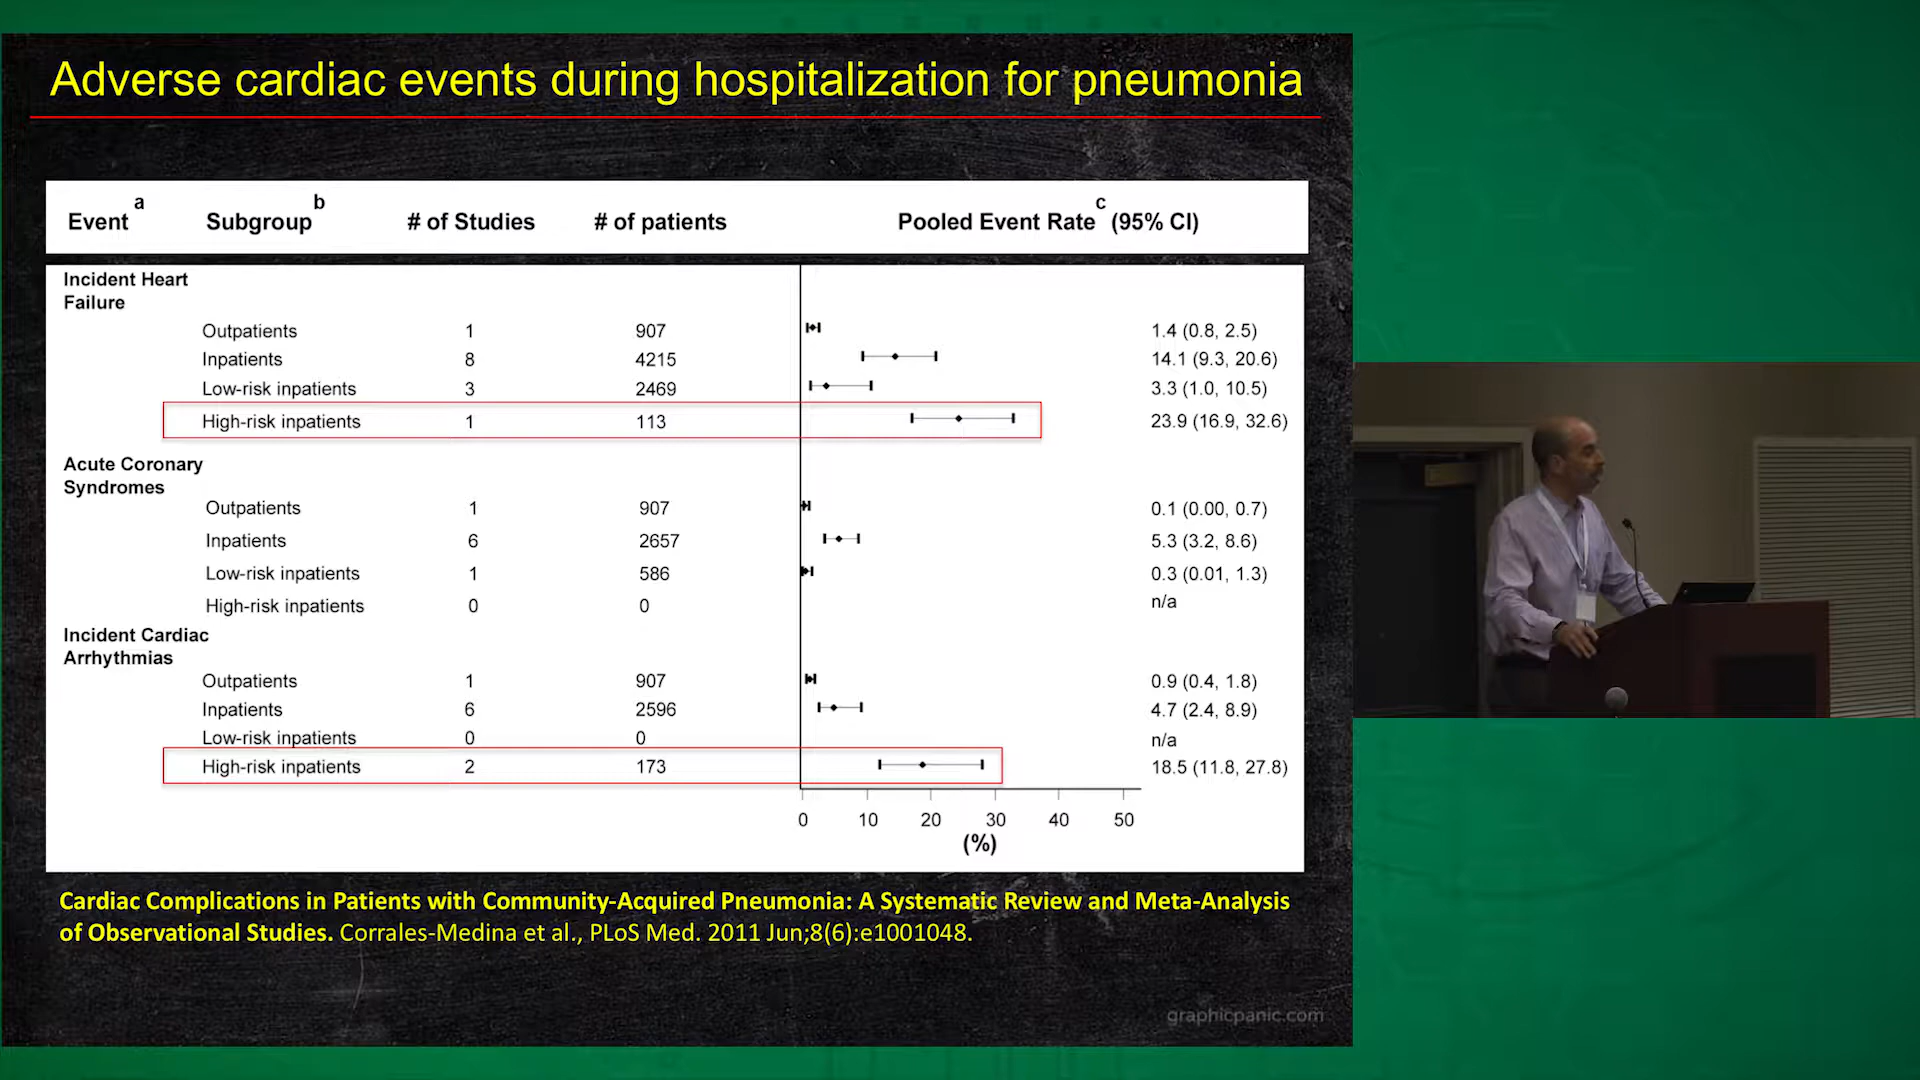 Adverse cardiac events during hospitalization for pneumonia
Event a Subgroup b # of Studies # of patients Pooled Event Rate c (95% CI)
Incident Heart
Failure
Outpatients 1 907 1.4 (0.8, 2.5)
Inpatients 8 4215 14.1 (9.3, 20.6)
Low-risk inpatients 3 2469 3.3 (1.0, 10.5)
High-risk inpatients 1 113 23.9 (16.9, 32.6)
Acute Coronary
Syndromes
Outpatients 1 907 0.1 (0.00, 0.7)
Inpatients 6 2657 5.3 (3.2, 8.6)
Low-risk inpatients 1 586 0.3 (0.01, 1.3)
High-risk inpatients 0 0 n/a
Incident Cardiac
Arrhythmias
Outpatients 1 907 0.9 (0.4, 1.8)
Inpatients 6 2596 4.7 (2.4, 8.9)
Low-risk inpatients 0 0 n/a
High-risk inpatients 2 173 18.5 (11.8, 27.8)
0 10 20 30 40 50
(%)
Cardiac Complications in Patients with Community-Acquired Pneumonia: A Systematic Review and Meta-Analysis
of Observational Studies. Corrales-Medina et al., PLoS Med. 2011 Jun;8(6):e1001048.
graphicpanic.com